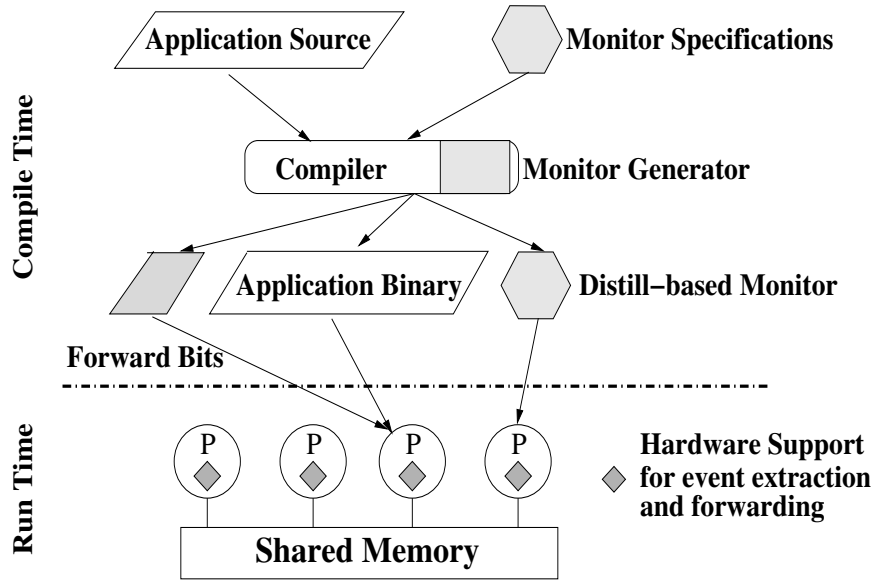 Application Source
Monitor Specifications
Compile Time
Compiler
Monitor Generator
Application Binary
Distill-based Monitor
Forward Bits
Run Time
P
P
P
P
Hardware Support
for event extraction
and forwarding
Shared Memory